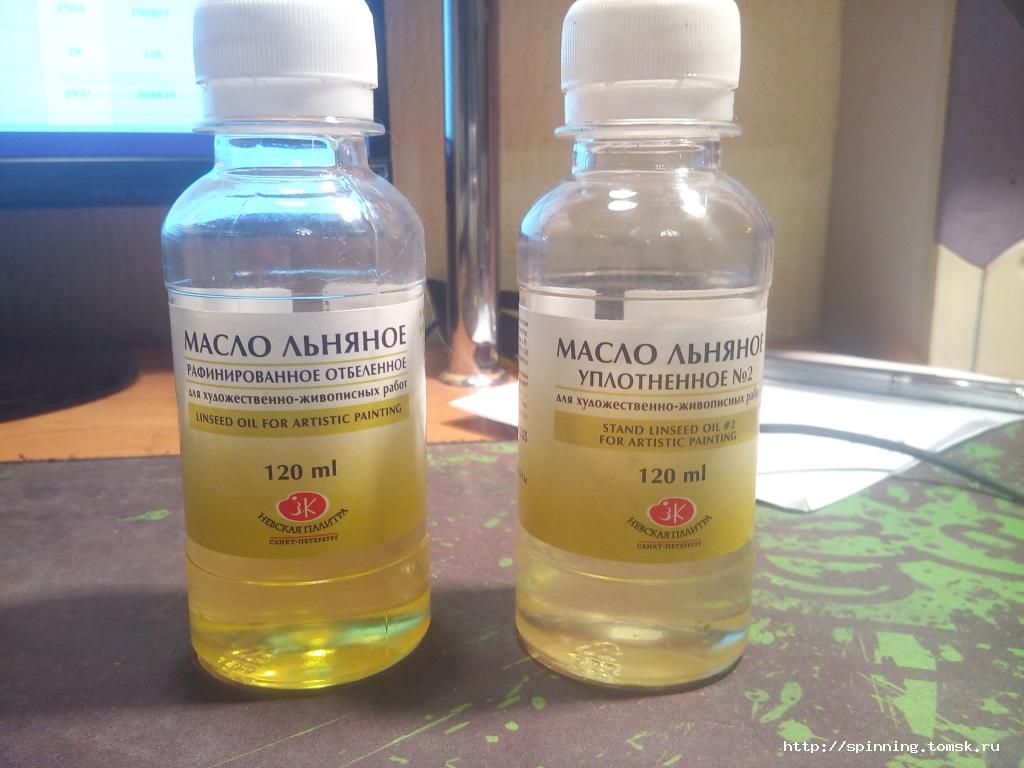 МАСЛО ЛЬНЯНОЕ
РАФИНИРОВАННОЕ ОТБЕЛЕННОЕ
для художественно-живописных работ
LINSEED OIL FOR ARTISTIC PAINTING
120 ml
ЗК
НЕВСКАЯ ПАЛИТРА
САНКТ-ПЕТЕРБУРГ
МАСЛО ЛЬНЯНОЕ
УПЛОТНЕННОЕ №2
для художественно-живописных
STAND LINSEED OIL #2
FOR ARTISTIC PAINTING
120 ml
ЗК
НЕВСКАЯ ПАЛИТРА
САНКТ-ПЕТЕРБУРГ
http://spinning.tomsk.ru